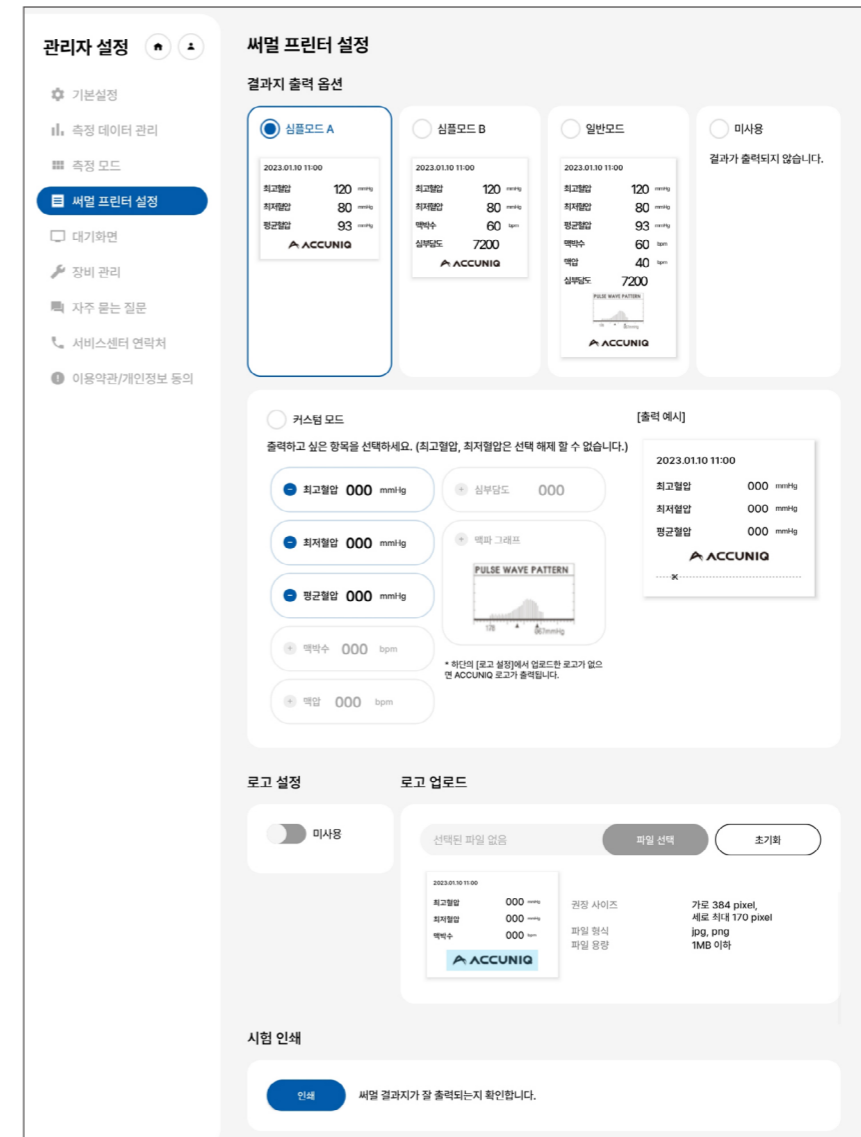 관리자 설정
기본설정
측정 데이터 관리
측정 모드
써멀 프린터 설정
대기화면
장비 관리
자주 묻는 질문
서비스센터 연락처
이용약관/개인정보 동의
써멀 프린터 설정
결과지 출력 옵션
심플모드 A
2023.01.10 11:00
최고혈압 120 mmHg
최저혈압 80 mmHg
평균혈압 93 mmHg
ACCUNIQ
심플모드 B
2023.01.10 11:00
최고혈압 120 mmHg
최저혈압 80 mmHg
맥박수 60 bpm
심부담도 7200
ACCUNIQ
일반모드
2023.01.10 11:00
최고혈압 120 mmHg
최저혈압 80 mmHg
평균혈압 93 mmHg
맥박수 60 bpm
맥압 40 bpm
심부담도 7200
PULSE WAVE PATTERN
ACCUNIQ
미사용
결과가 출력되지 않습니다.
커스텀 모드
출력하고 싶은 항목을 선택하세요. (최고혈압, 최저혈압은 선택 해제 할 수 없습니다.)
최고혈압 000 mmHg
최저혈압 000 mmHg
평균혈압 000 mmHg
맥박수 000 bpm
맥압 000 bpm
심부담도 000
맥파 그래프
PULSE WAVE PATTERN
* 하단의 [로고 설정]에서 업로드한 로고가 없으
면 ACCUNIQ 로고가 출력됩니다.
[출력 예시]
2023.01.10 11:00
최고혈압 000 mmHg
최저혈압 000 mmHg
평균혈압 000 mmHg
ACCUNIQ
로고 설정
미사용
로고 업로드
선택된 파일 없음
파일 선택
초기화
2023.01.10 11:00
최고혈압 000 mmHg
최저혈압 000 mmHg
맥박수 000 bpm
ACCUNIQ
권장 사이즈 가로 384 pixel,
세로 최대 170 pixel
파일 형식 jpg, png
파일 용량 1MB 이하
시험 인쇄
인쇄
써멀 결과지가 잘 출력되는지 확인합니다.